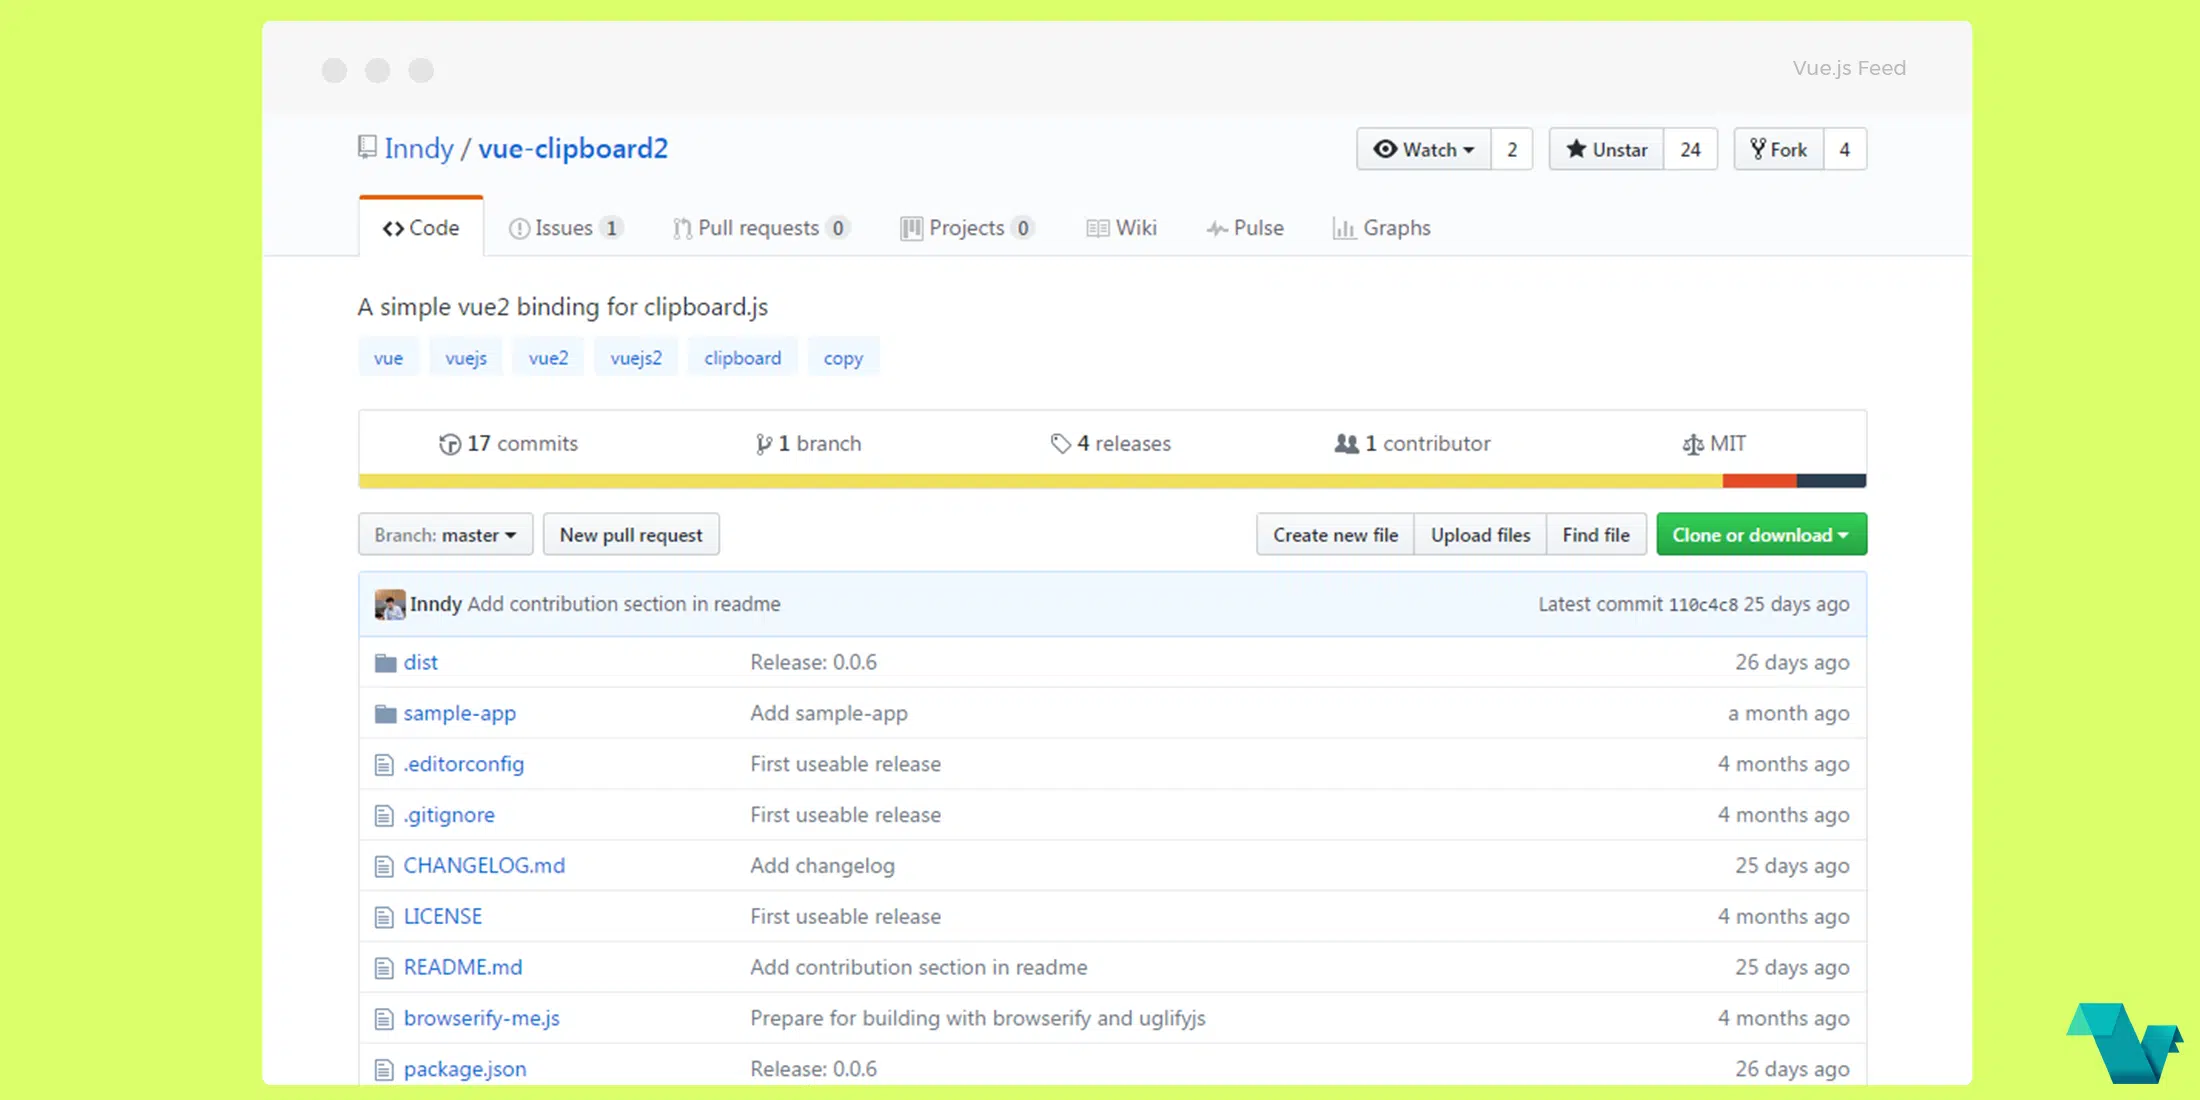 Vue.js Feed
Inndy / vue-clipboard2
Watch 2 Unstar 24 Fork 4
Code Issues 1 Pull requests 0 Projects 0 Wiki Pulse Graphs
A simple vue2 binding for clipboard.js
vue vuejs vue2 vuejs2 clipboard copy
17 commits 1 branch 4 releases 1 contributor MIT
Branch: master New pull request Create new file Upload files Find file Clone or download
Inndy Add contribution section in readme Latest commit 110c4c8 25 days ago
dist Release: 0.0.6 26 days ago
sample-app Add sample-app a month ago
.editorconfig First useable release 4 months ago
.gitignore First useable release 4 months ago
CHANGELOG.md Add changelog 25 days ago
LICENSE First useable release 4 months ago
README.md Add contribution section in readme 25 days ago
browserify-me.js Prepare for building with browserify and uglifyjs 4 months ago
package.json Release: 0.0.6 26 days ago